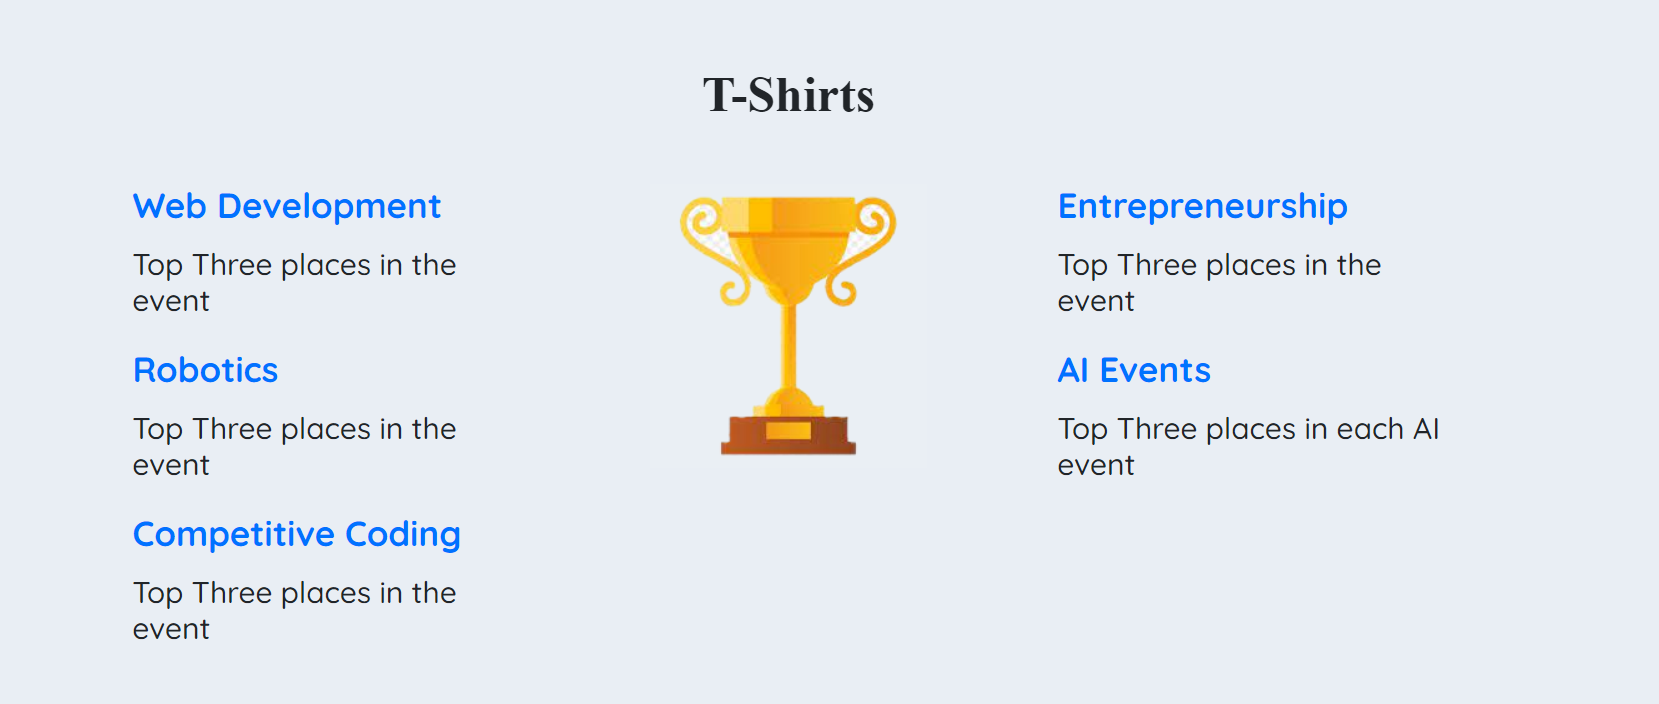 T-Shirts
Web Development
Top Three places in the
event
Robotics
Top Three places in the
event
Competitive Coding
Top Three places in the
event
Entrepreneurship
Top Three places in the
event
AI Events
Top Three places in each AI
event